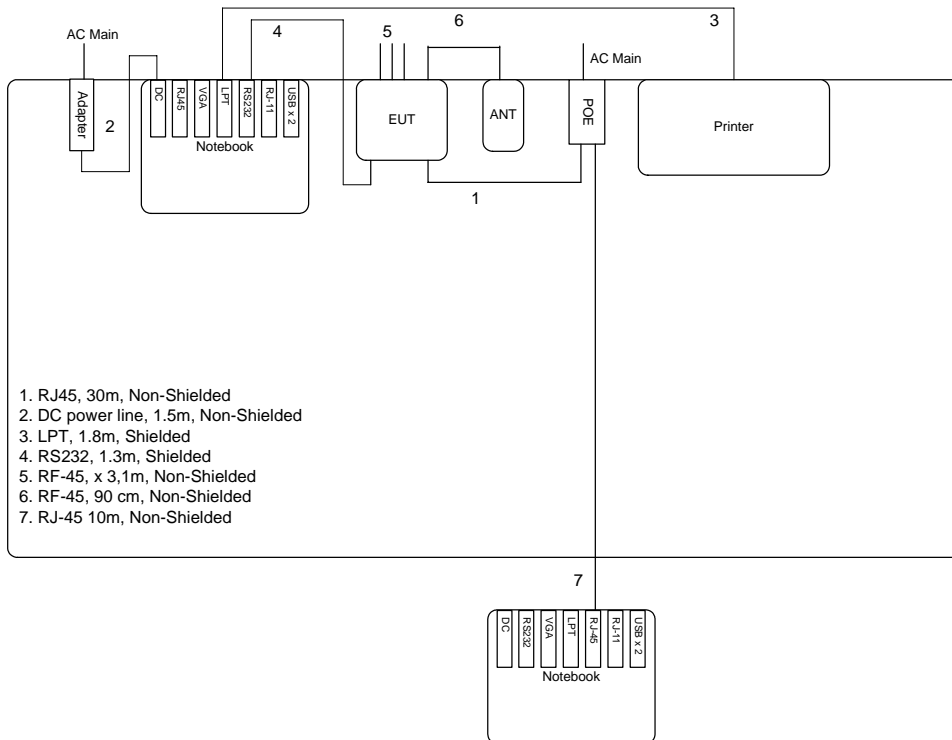 6
3
AC Main
4
5
AC Main
Adapter
2
DC
RJ45
VGA
LPT
RS232
RJ-11
USB x 2
Notebook
EUT
ANT
POE
Printer
1
1. RJ45, 30m, Non-Shielded
2. DC power line, 1.5m, Non-Shielded
3. LPT, 1.8m, Shielded
4. RS232, 1.3m, Shielded
5. RF-45, x 3,1m, Non-Shielded
6. RF-45, 90 cm, Non-Shielded
7. RJ-45 10m, Non-Shielded
7
DC
RS232
VGA
LPT
RJ-45
RJ-11
USB x 2
Notebook